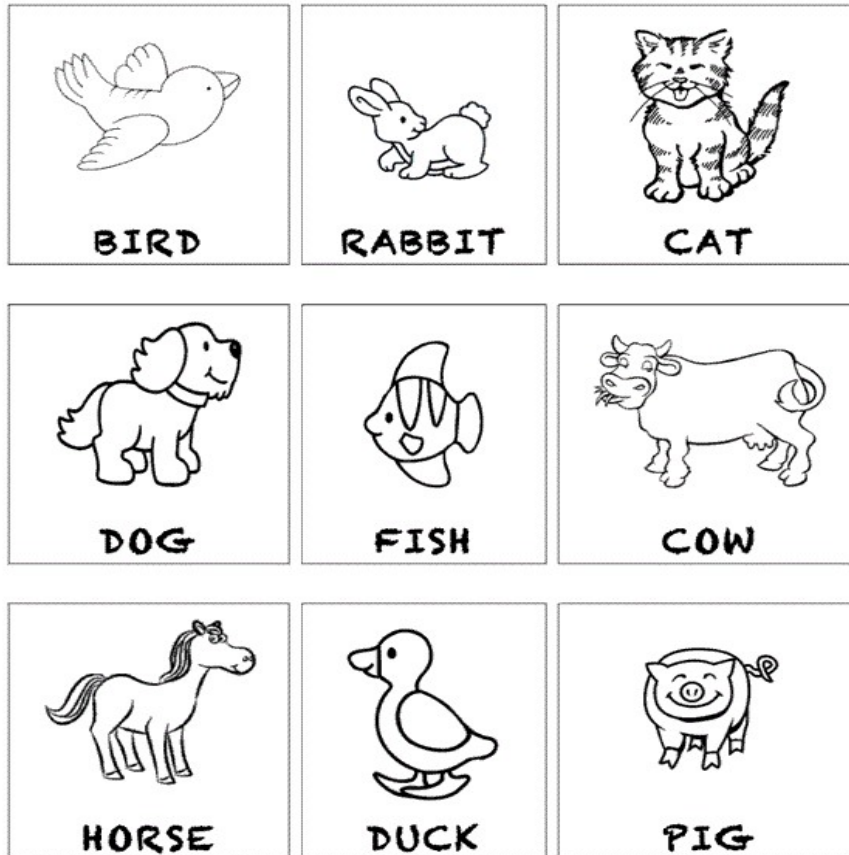 BIRD
RABBIT
CAT
DOG
FISH
COW
HORSE
DUCK
PIG